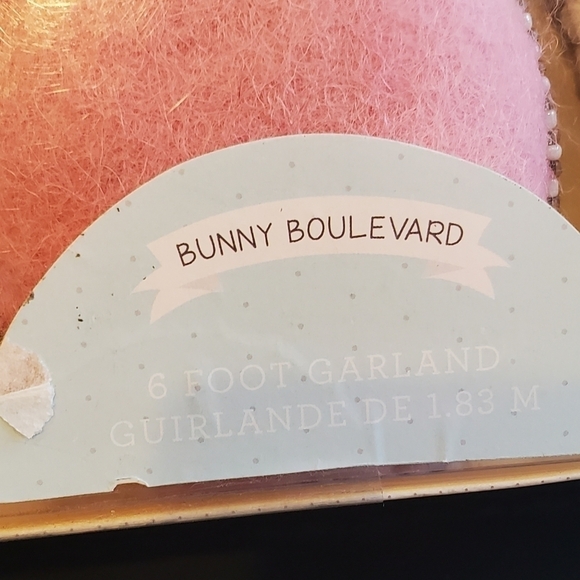 BUNNY BOULEVARD
6 FOOT GARLAND
GUIRLANDE DE 1.83 M